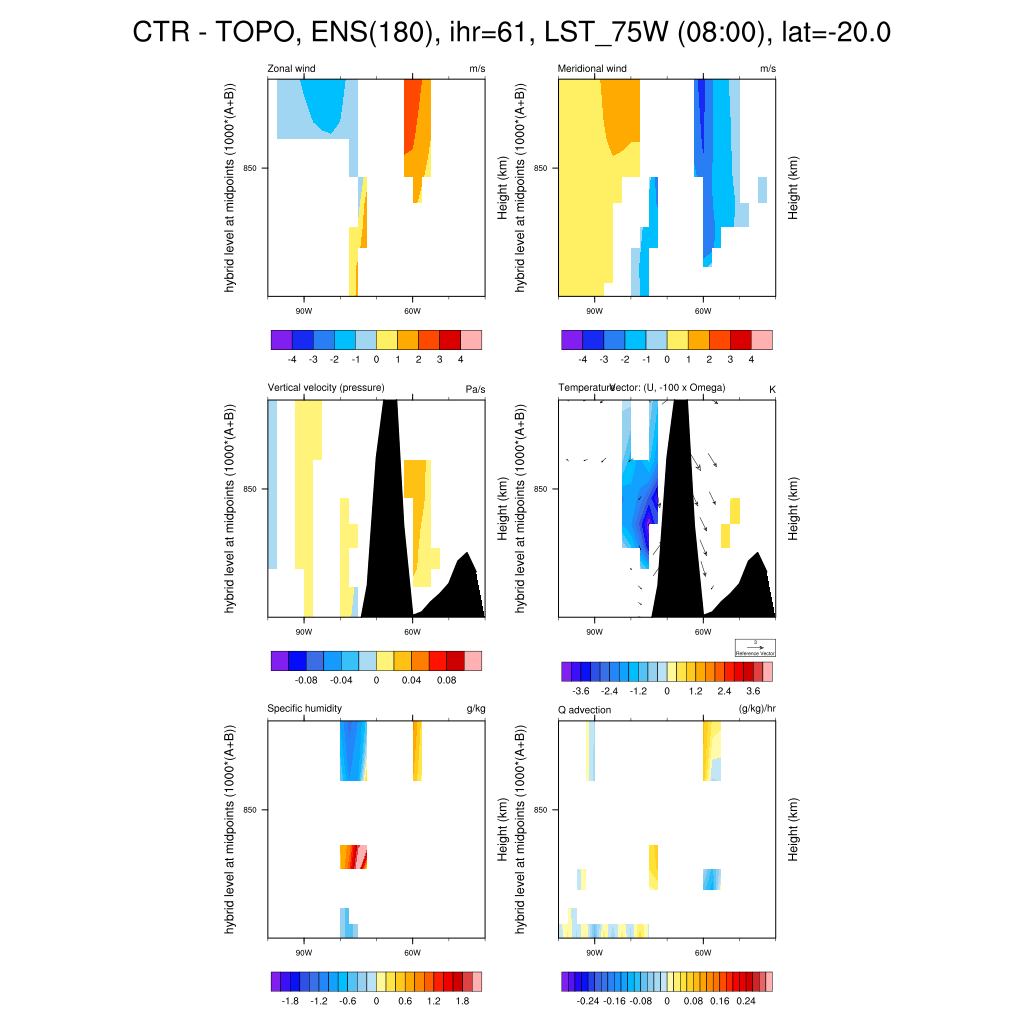 CTR - TOPO, ENS(180), ihr=61, LST_75W (08:00), lat=-20.0
Zonal wind m/s
hybrid level at midpoints (1000*(A+B))
850
Height (km)
90W 60W
-4 -3 -2 -1 0 1 2 3 4
Meridional wind m/s
hybrid level at midpoints (1000*(A+B))
850
Height (km)
90W 60W
-4 -3 -2 -1 0 1 2 3 4
Vertical velocity (pressure) Pa/s
hybrid level at midpoints (1000*(A+B))
850
Height (km)
90W 60W
-0.08 -0.04 0 0.04 0.08
Temperature Vector: (U, -100 x Omega) K
hybrid level at midpoints (1000*(A+B))
850
Height (km)
90W 60W
3
Reference Vector
-3.6 -2.4 -1.2 0 1.2 2.4 3.6
Specific humidity g/kg
hybrid level at midpoints (1000*(A+B))
850
Height (km)
90W 60W
-1.8 -1.2 -0.6 0 0.6 1.2 1.8
Q advection (g/kg)/hr
hybrid level at midpoints (1000*(A+B))
850
Height (km)
90W 60W
-0.24 -0.16 -0.08 0 0.08 0.16 0.24